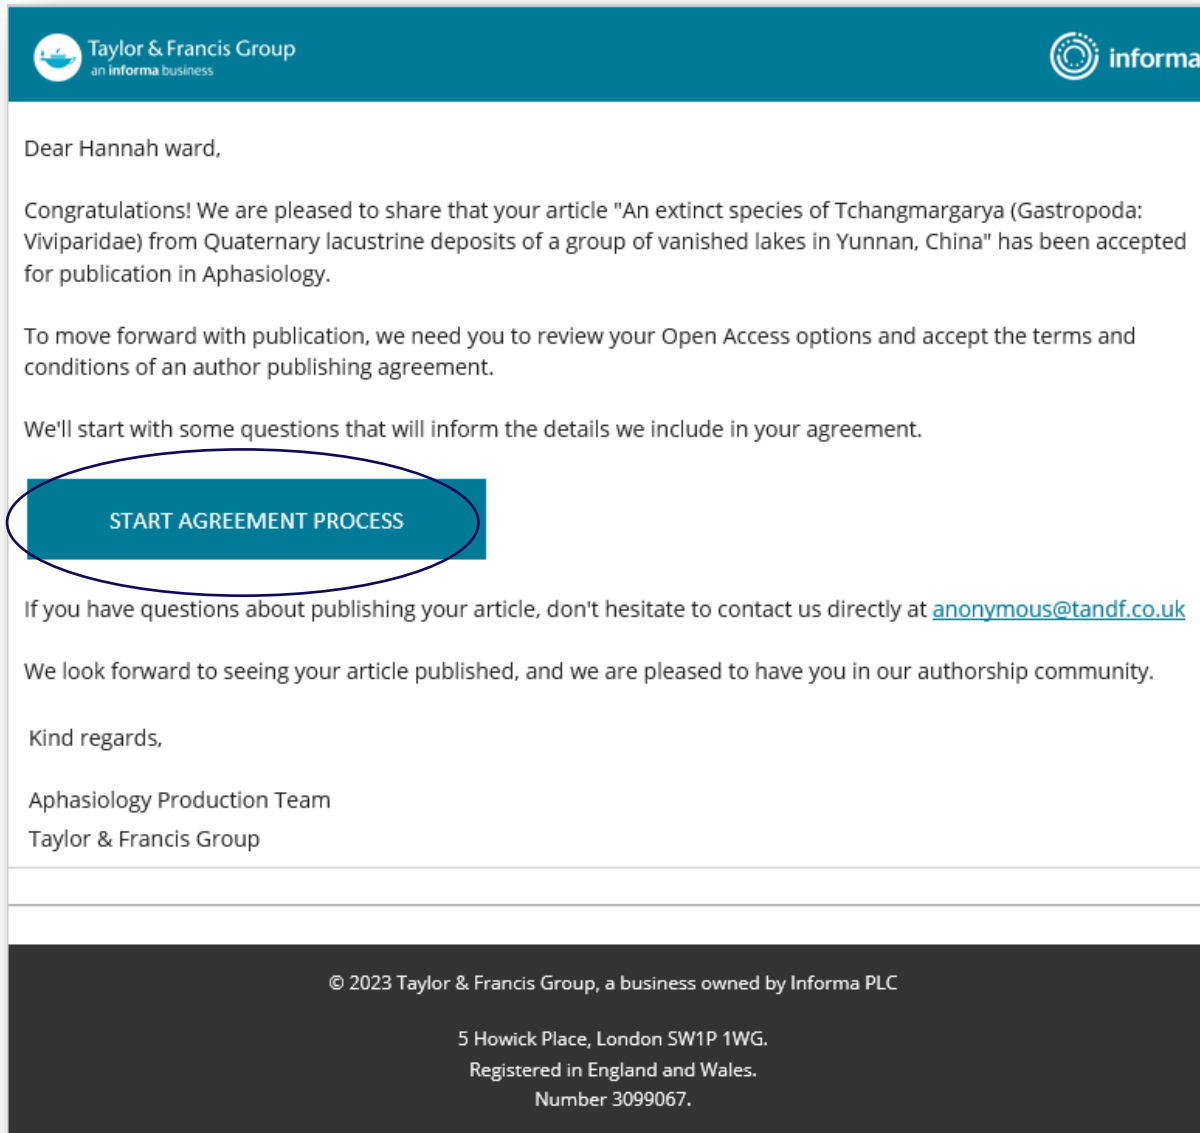 Taylor & Francis Group
an informa business
informa
Dear Hannah ward,
Congratulations! We are pleased to share that your article "An extinct species of Tchangmargarya (Gastropoda:
Viviparidae) from Quaternary lacustrine deposits of a group of vanished lakes in Yunnan, China" has been accepted
for publication in Aphasiology.
To move forward with publication, we need you to review your Open Access options and accept the terms and
conditions of an author publishing agreement.
We'll start with some questions that will inform the details we include in your agreement.
START AGREEMENT PROCESS
If you have questions about publishing your article, don't hesitate to contact us directly at anonymous@tandf.co.uk
We look forward to seeing your article published, and we are pleased to have you in our authorship community.
Kind regards,
Aphasiology Production Team
Taylor & Francis Group
© 2023 Taylor & Francis Group, a business owned by Informa PLC
5 Howick Place, London SW1P 1WG.
Registered in England and Wales.
Number 3099067.